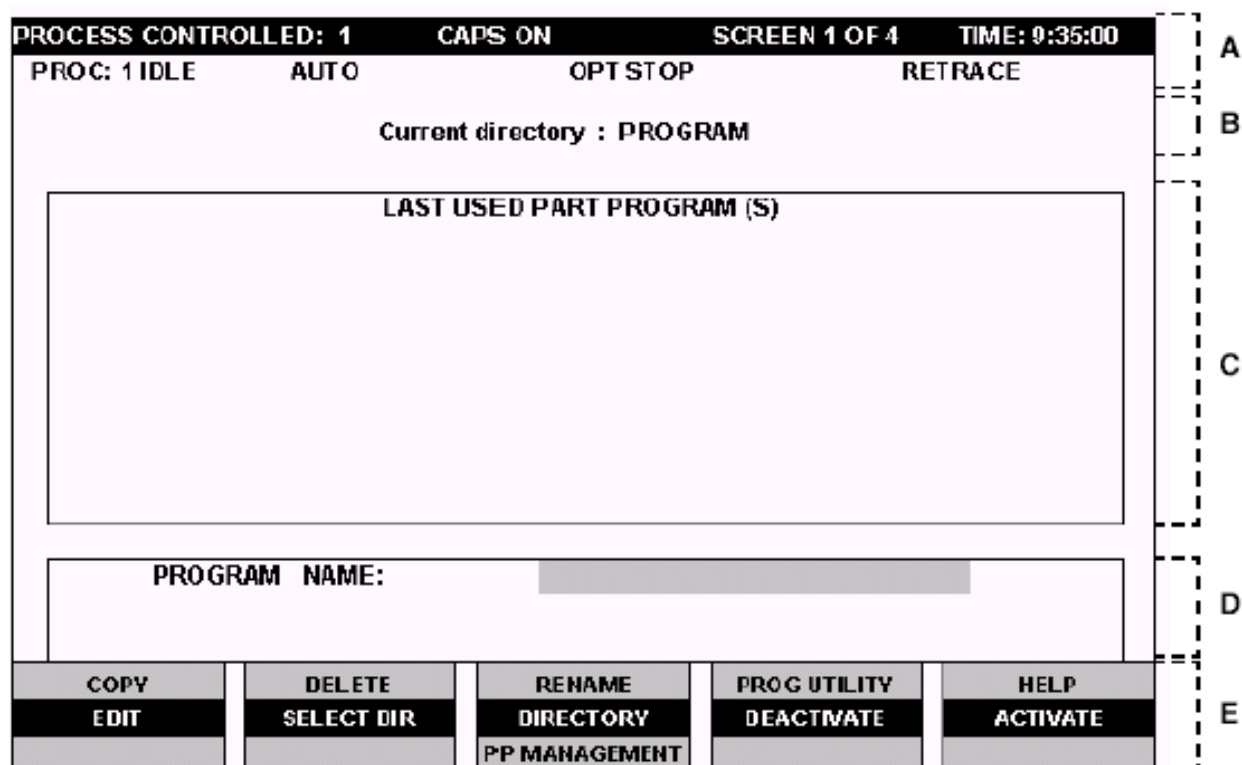 PROCESS CONTROLLED: 1 CAPS ON SCREEN 1 OF 4 TIME: 9:35:00
PROC: 1 IDLE AUTO OPT STOP RETRACE
A
Current directory : PROGRAM
B
LAST USED PART PROGRAM (S)
C
PROGRAM NAME:
D
COPY DELETE RENAME PROG UTILITY HELP
EDIT SELECT DIR DIRECTORY DEACTIVATE ACTIVATE
E
PP MANAGEMENT